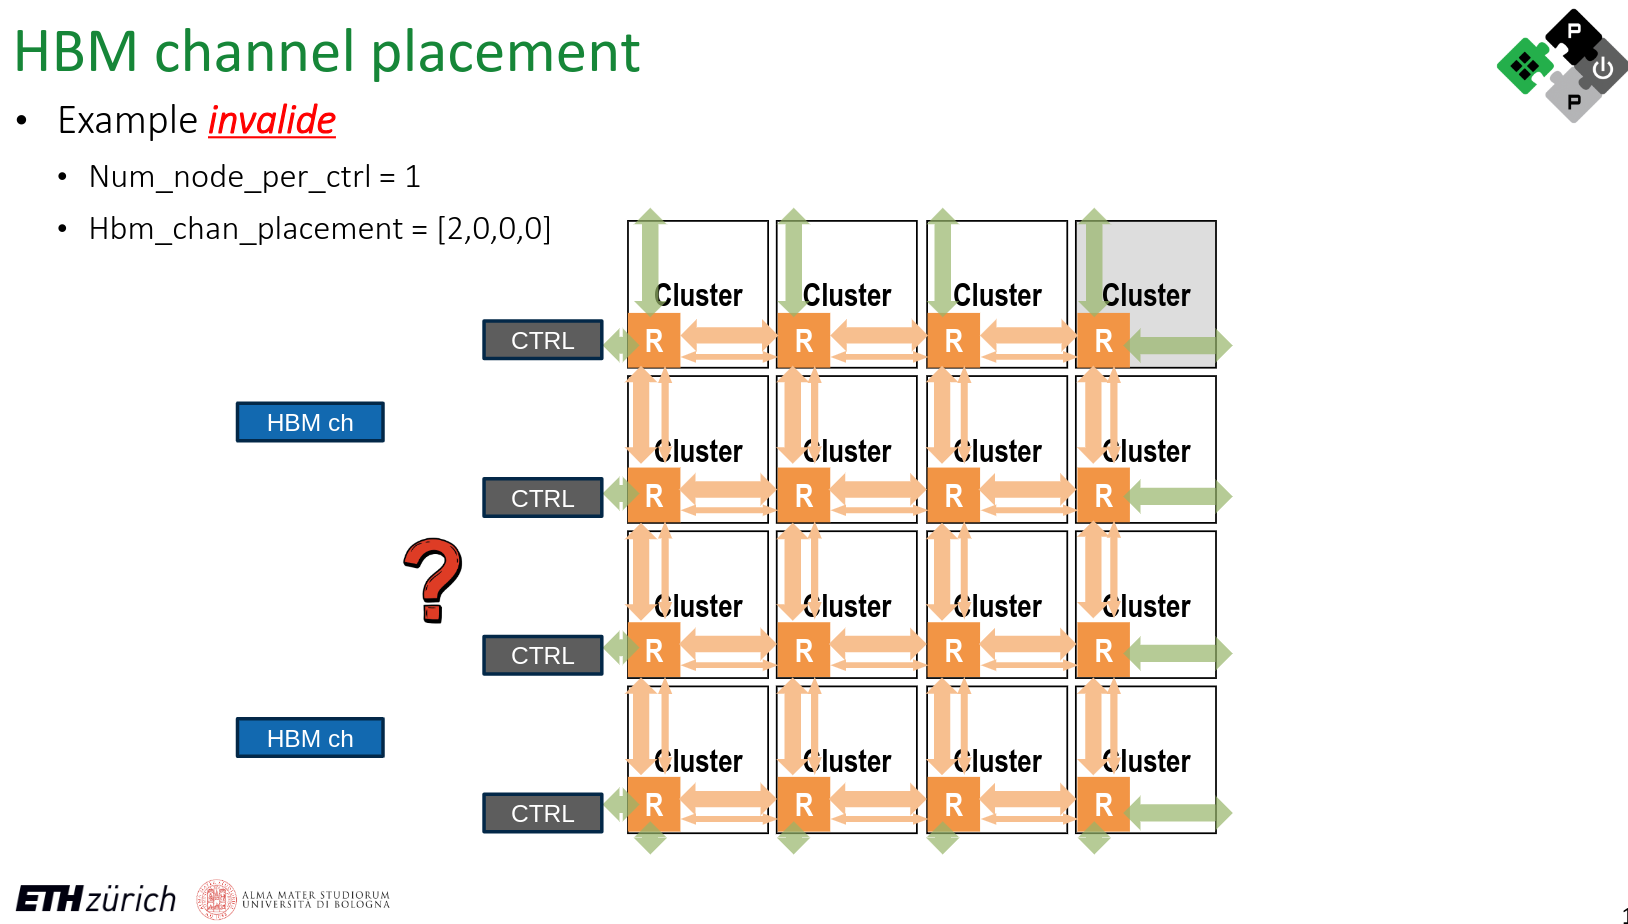 HBM channel placement
• Example invalide
• Num_node_per_ctrl = 1
• Hbm_chan_placement = [2,0,0,0]
P
P
Cluster Cluster Cluster Cluster
CTRL R R R R
HBM ch
Cluster Cluster Cluster Cluster
CTRL R R R R
?
Cluster Cluster Cluster Cluster
CTRL R R R R
HBM ch
Cluster Cluster Cluster Cluster
CTRL R R R R
ETH zürich
ALMA MATER STUDIORUM
UNIVERSITÀ DI BOLOGNA
1